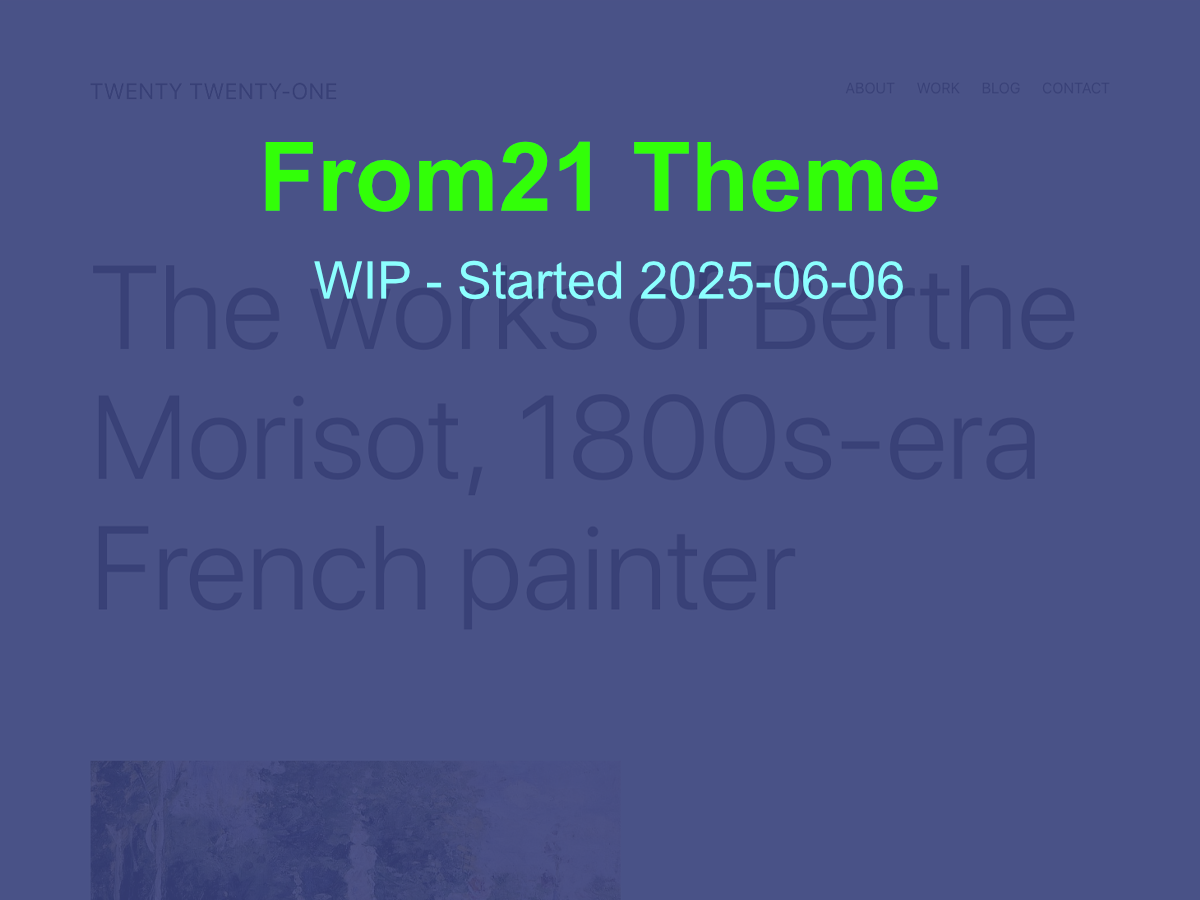 TWENTY TWENTY-ONE
ABOUT WORK BLOG CONTACT
From21 Theme
WIP - Started 2025-06-06
The works of Berthe
Morisot, 1800s-era
French painter